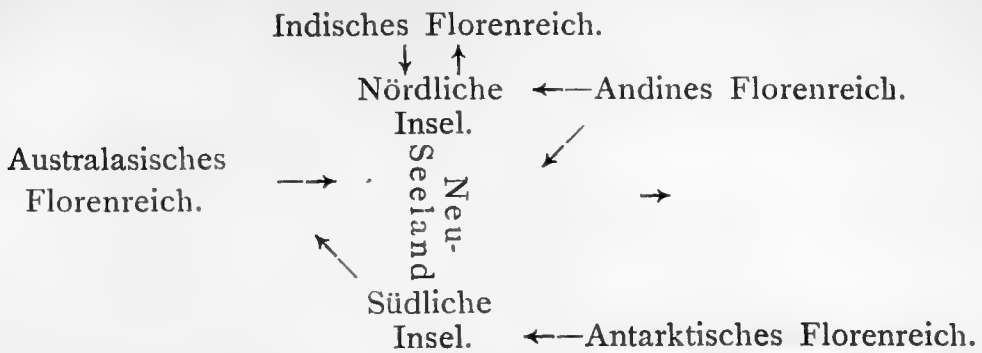 Indisches Florenreich.
↓ ↑
Nördliche ←—Andines Florenreich.
Insel.
↙
Australasisches
Florenreich.
—→
Neu-
Seeland
→
↖
Südliche
Insel. ←—Antarktisches Florenreich.